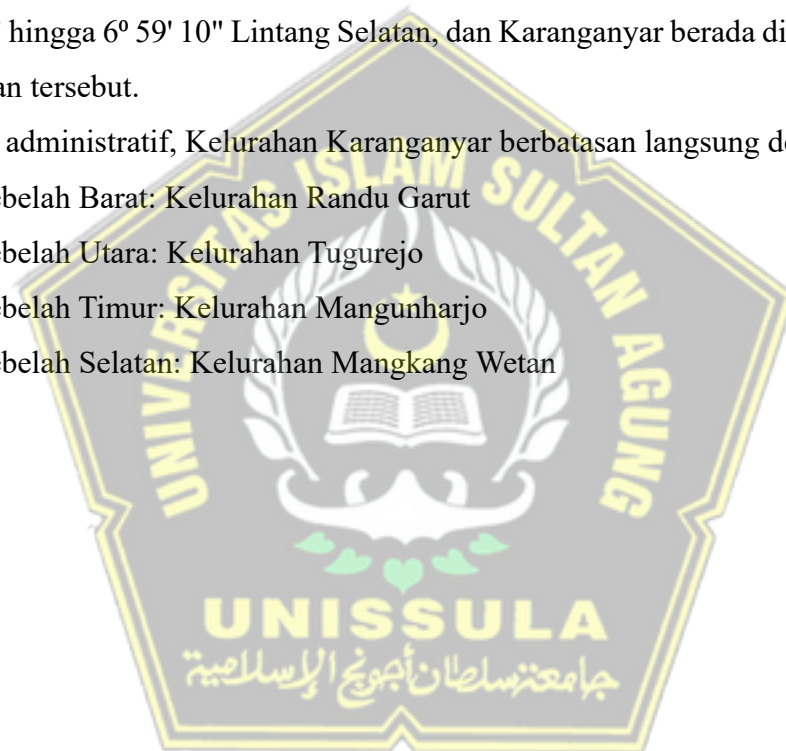 hingga 6⁰ 59' 10" Lintang Selatan, dan Karanganyar berada di
an tersebut.
administratif, Kelurahan Karanganyar berbatasan langsung de
ebelah Barat: Kelurahan Randu Garut
ebelah Utara: Kelurahan Tugurejo
ebelah Timur: Kelurahan Mangunharjo
ebelah Selatan: Kelurahan Mangkang Wetan
UNIVERSITAS ISLAM SULTAN AGUNG
UNISSULA
جامعة سلطان أجونج الإسلامية